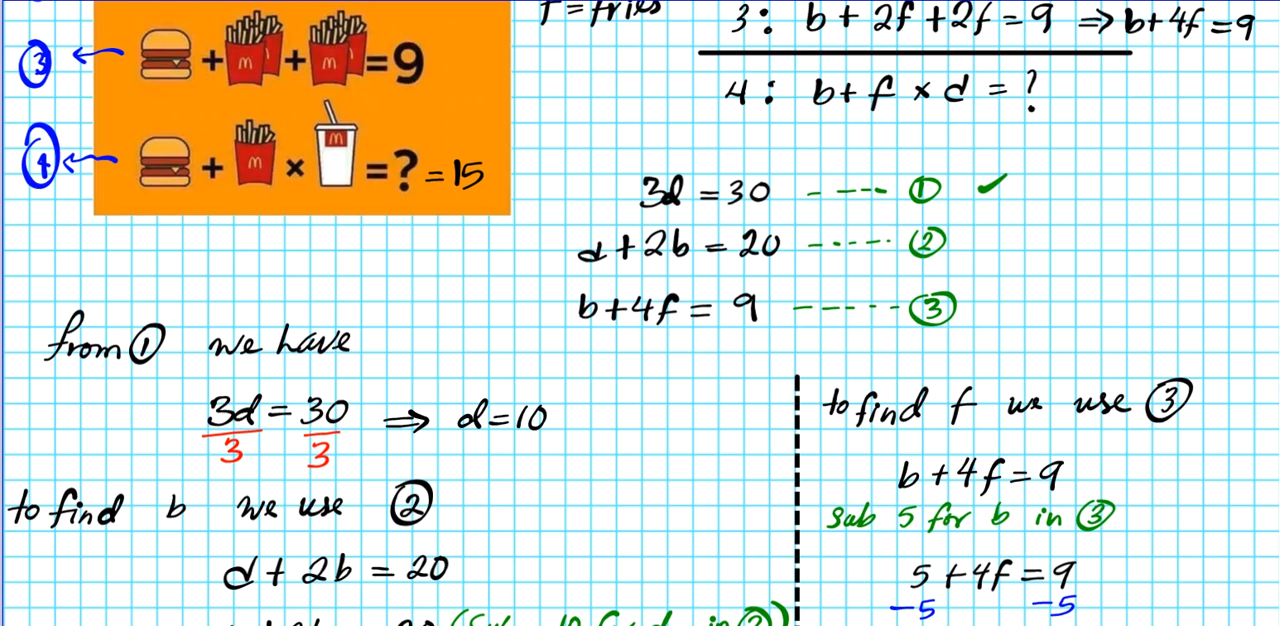 T = fries
3: b + 2f + 2f = 9 ⇒ b + 4f = 9
③ + + = 9
4: b + f × d = ?
④ + × = ? = 15
3d = 30 ---- ① ✓
d + 2b = 20 ---- ②
b + 4f = 9 ----- ③
from ① we have
3d = 30 ⇒ d = 10
3 3
to find b we use ②
d + 2b = 20
to find f we use ③
b + 4f = 9
sub 5 for b in ③
5 + 4f = 9
-5 -5